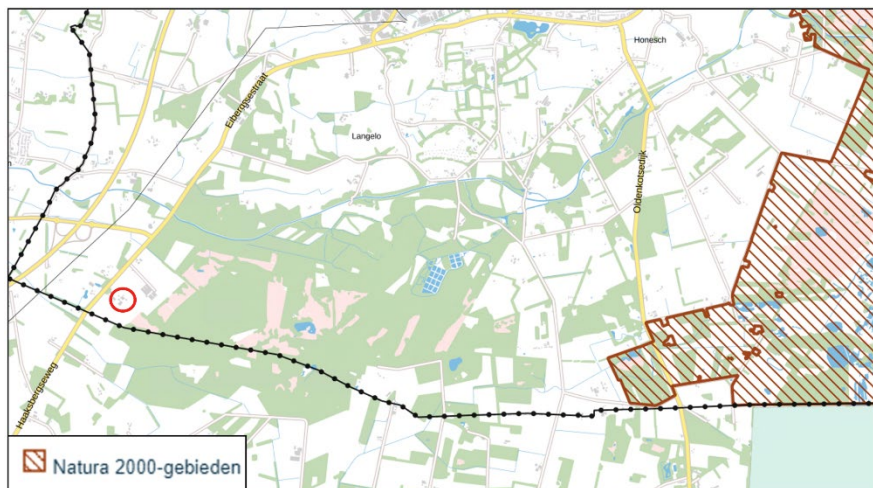 Honesch
Eibergsestraat
Langelo
Oldenkotsedijk
Haaksbergseweg
Natura 2000-gebieden